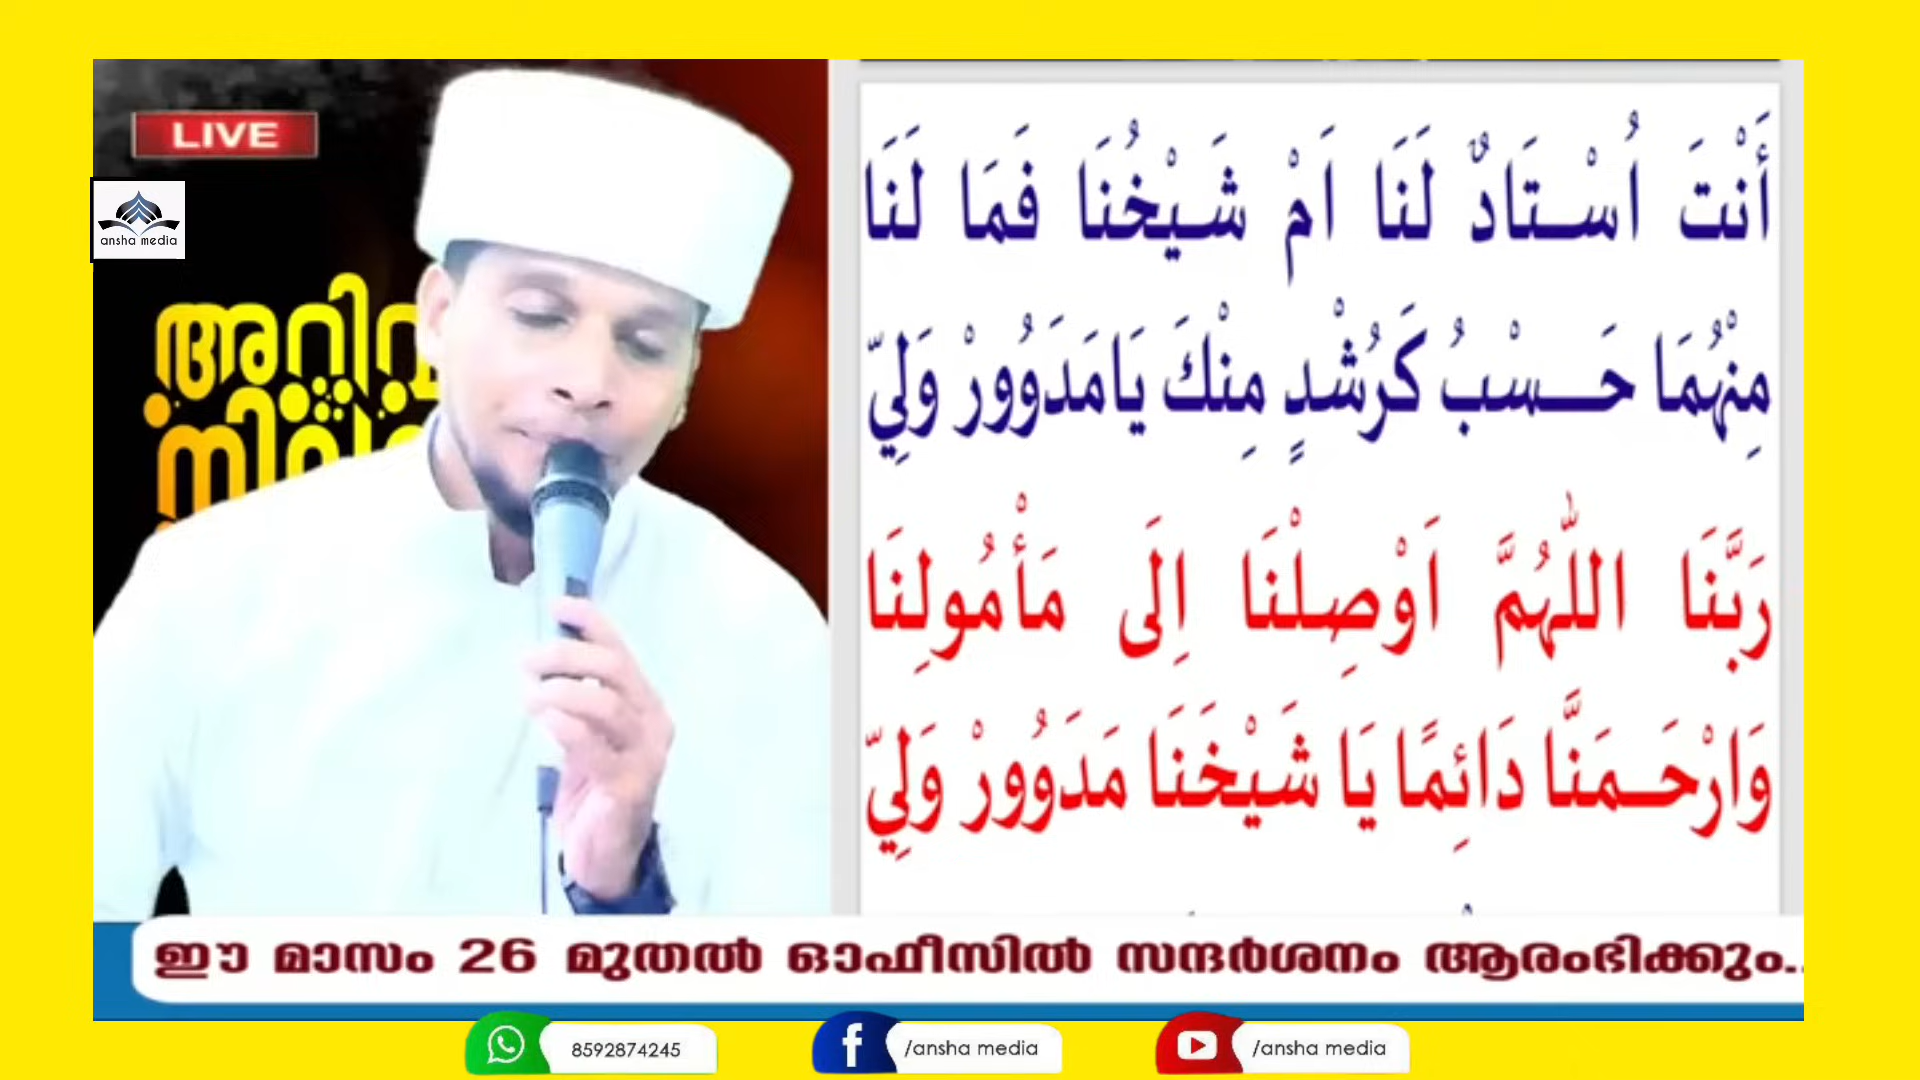 LIVE
ansha media
أَنْتَ اُسْتَادٌ لَنَا اَمْ شَيْخُنَا فَمَا لَنَا
مِنْهُمَا حَسْبُ كَرُشْدٍ مِنْكَ يَامَدَوُورْ وَلِيّ
رَبَّنَا اللّٰهُمَّ اَوْصِلْنَا اِلَى مَأْمُولِنَا
وَارْحَمَنَّا دَائِمًا يَا شَيْخَنَا مَدَوُورْ وَلِيّ
ഈ മാസം 26 മുതൽ ഓഫീസിൽ സന്ദർശനം ആരംഭിക്കും..
8592874245
/ansha media
/ansha media